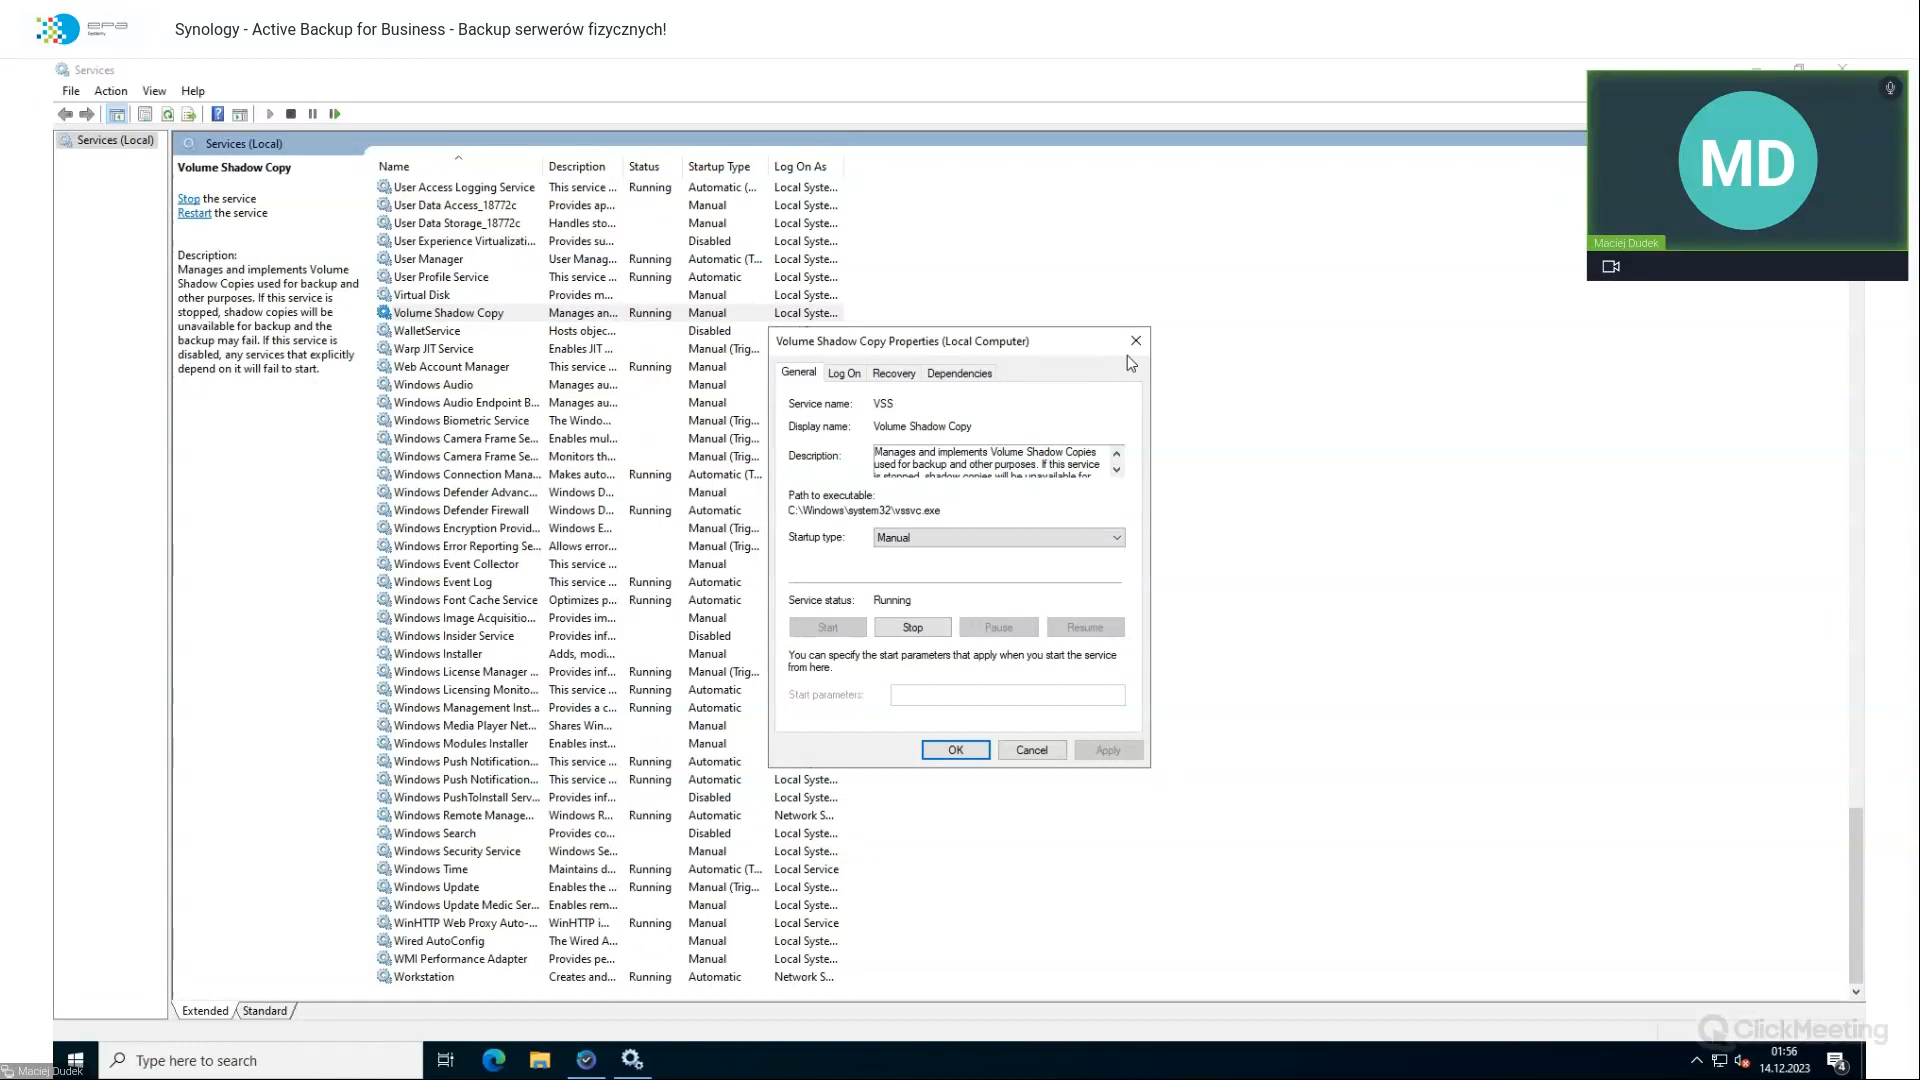 epa
Systemy
Synology - Active Backup for Business - Backup serwerów fizycznych!
Services
File Action View Help
Services (Local)
Services (Local)
Volume Shadow Copy
Stop the service
Restart the service
Description:
Manages and implements Volume
Shadow Copies used for backup and
other purposes. If this service is
stopped, shadow copies will be
unavailable for backup and the
backup may fail. If this service is
disabled, any services that explicitly
depend on it will fail to start.
Name Description Status Startup Type Log On As
User Access Logging Service This service ... Running Automatic (... Local Syste...
User Data Access_18772c Provides ap... Manual Local Syste...
User Data Storage_18772c Handles sto... Manual Local Syste...
User Experience Virtualizati... Provides su... Disabled Local Syste...
User Manager User Manag... Running Automatic (T... Local Syste...
User Profile Service This service ... Running Automatic Local Syste...
Virtual Disk Provides m... Manual Local Syste...
Volume Shadow Copy Manages an... Running Manual Local Syste...
WalletService Hosts objec... Disabled
Warp JIT Service Enables JIT ... Manual (Trig...
Web Account Manager This service ... Running Manual
Windows Audio Manages au... Manual
Windows Audio Endpoint B... Manages au... Manual
Windows Biometric Service The Windo... Manual (Trig...
Windows Camera Frame Se... Enables mul... Manual (Trig...
Windows Camera Frame Se... Monitors th... Manual (Trig...
Windows Connection Mana... Makes auto... Running Automatic (T...
Windows Defender Advanc... Windows D... Manual
Windows Defender Firewall Windows D... Running Automatic
Windows Encryption Provid... Windows E... Manual (Trig...
Windows Error Reporting Se... Allows error... Manual (Trig...
Windows Event Collector This service ... Manual
Windows Event Log This service ... Running Automatic
Windows Font Cache Service Optimizes p... Running Automatic
Windows Image Acquisitio... Provides im... Manual
Windows Insider Service Provides inf... Disabled
Windows Installer Adds, modi... Manual
Windows License Manager ... Provides inf... Running Manual (Trig...
Windows Licensing Monito... This service ... Running Automatic
Windows Management Inst... Provides a c... Running Automatic
Windows Media Player Net... Shares Win... Manual
Windows Modules Installer Enables inst... Manual
Windows Push Notification... This service ... Running Automatic
Windows Push Notification... This service ... Running Automatic Local Syste...
Windows PushToInstall Serv... Provides inf... Disabled Local Syste...
Windows Remote Manage... Windows R... Running Automatic Network S...
Windows Search Provides co... Disabled Local Syste...
Windows Security Service Windows Se... Manual Local Syste...
Windows Time Maintains d... Running Automatic (T... Local Service
Windows Update Enables the ... Running Manual (Trig... Local Syste...
Windows Update Medic Ser... Enables rem... Manual Local Syste...
WinHTTP Web Proxy Auto-... WinHTTP i... Running Manual Local Service
Wired AutoConfig The Wired A... Manual Local Syste...
WMI Performance Adapter Provides pe... Manual Local Syste...
Workstation Creates and... Running Automatic Network S...
Extended Standard
Volume Shadow Copy Properties (Local Computer)
General Log On Recovery Dependencies
Service name: VSS
Display name: Volume Shadow Copy
Description: Manages and implements Volume Shadow Copies
used for backup and other purposes. If this service
is stopped, shadow copies will be unavailable for
Path to executable:
C:\Windows\system32\vssvc.exe
Startup type: Manual
Service status: Running
Start Stop Pause Resume
You can specify the start parameters that apply when you start the service
from here.
Start parameters:
OK Cancel Apply
MD
Maciej Dudek
ClickMeeting
Type here to search
Maciej Dudek
01:56
14.12.2023
4